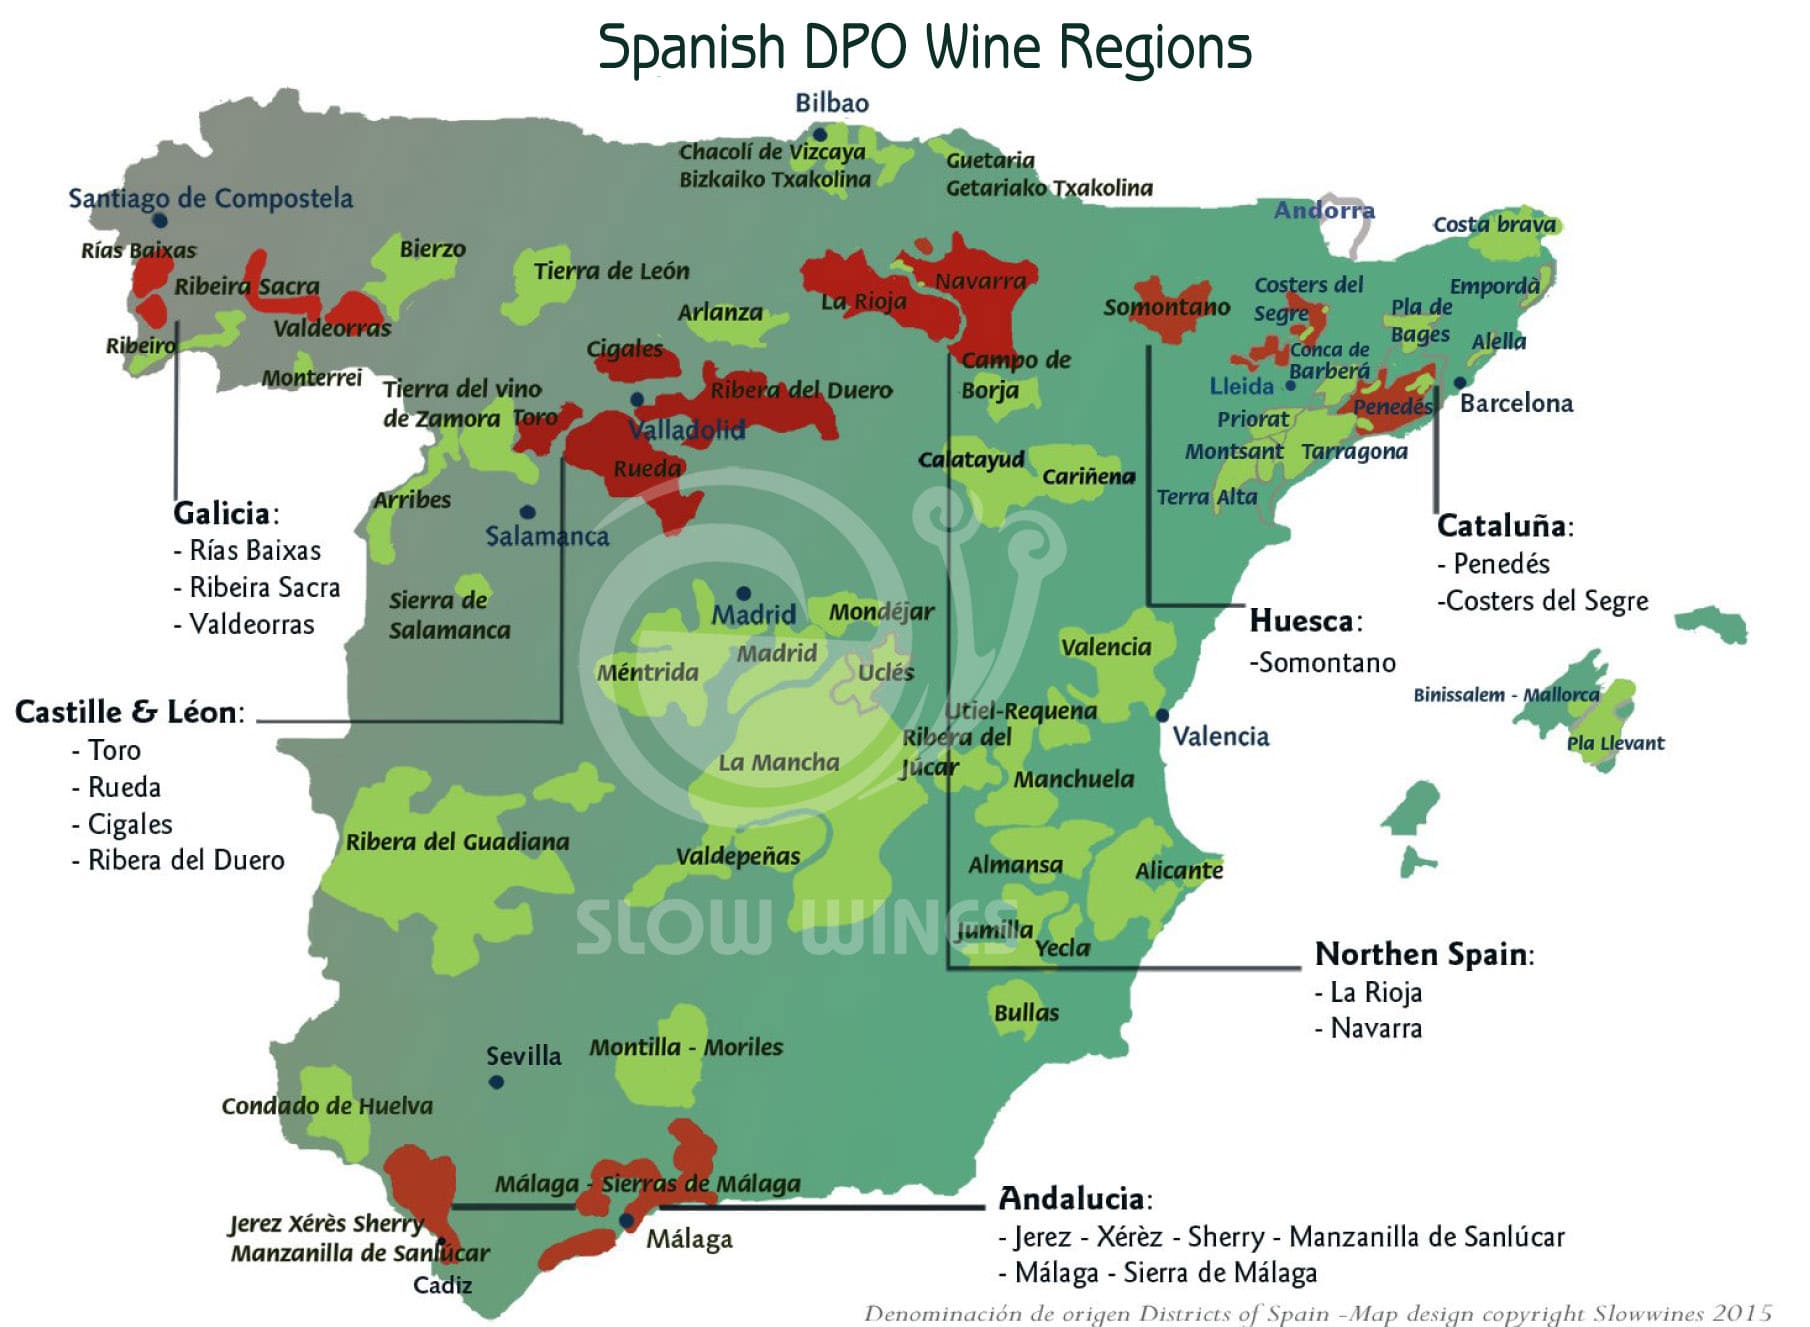 Spanish DPO Wine Regions
Bilbao
Chacolí de Vizcaya
Bizkaiko Txakolina
Guetaria
Getariako Txakolina
Santiago de Compostela
Andorra
Costa brava
Rías Baixas
Bierzo
Tierra de León
Ribeira Sacra
Navarra
La Rioja
Arlanza
Somontano
Costers del
Segre
Empordà
Pla de
Bages
Valdeorras
Ribeiro
Alella
Cigales
Conca de
Barberá
Campo de
Borja
Monterrei
Tierra del vino
de Zamora
Toro
Ribera del Duero
Lleida
Penedés
Barcelona
Valladolid
Priorat
Montsant
Tarragona
Rueda
Calatayud
Cariñena
Arribes
Terra Alta
Salamanca
Galicia:
- Rías Baixas
- Ribeira Sacra
- Valdeorras
Cataluña:
- Penedés
-Costers del Segre
Sierra de
Salamanca
Madrid
Mondéjar
Huesca:
-Somontano
Méntrida
Madrid
Uclés
Valencia
Binissalem - Mallorca
Castille & Léon:
- Toro
- Rueda
- Cigales
- Ribera del Duero
Utiel-Requena
Ribera del
Júcar
Valencia
Pla Llevant
La Mancha
Manchuela
Ribera del Guadiana
Valdepeñas
Almansa
Alicante
SLOW WINES
Jumilla
Yecla
Northen Spain:
- La Rioja
- Navarra
Bullas
Sevilla
Montilla - Moriles
Condado de Huelva
Málaga - Sierras de Málaga
Jerez Xérès Sherry
Manzanilla de Sanlúcar
Málaga
Cadiz
Andalucia:
- Jerez - Xérèz - Sherry - Manzanilla de Sanlúcar
- Málaga - Sierra de Málaga
Denominación de origen Districts of Spain -Map design copyright Slowwines 2015